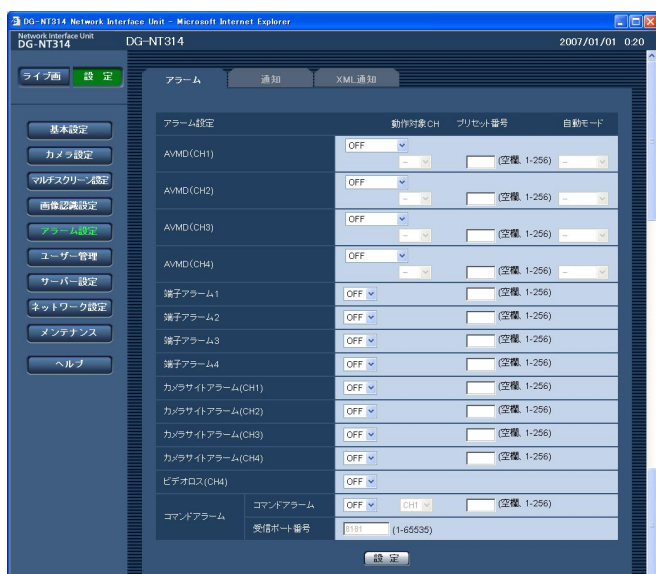 DG-NT314 Network Interface Unit - Microsoft Internet Explorer
Network Interface Unit
DG-NT314 DG-NT314 2007/01/01 0:20
ライブ画 設 定
アラーム 通知 XML通知
基本設定
カメラ設定
マルチスクリーン設定
画像認識設定
アラーム設定
ユーザー管理
サーバー設定
ネットワーク設定
メンテナンス
ヘルプ
アラーム設定 動作対象CH プリセット番号 自動モード
AVMD(CH1) OFF - (空欄, 1-256) -
AVMD(CH2) OFF - (空欄, 1-256) -
AVMD(CH3) OFF - (空欄, 1-256) -
AVMD(CH4) OFF - (空欄, 1-256) -
端子アラーム1 OFF (空欄, 1-256)
端子アラーム2 OFF (空欄, 1-256)
端子アラーム3 OFF (空欄, 1-256)
端子アラーム4 OFF (空欄, 1-256)
カメラサイトアラーム(CH1) OFF (空欄, 1-256)
カメラサイトアラーム(CH2) OFF (空欄, 1-256)
カメラサイトアラーム(CH3) OFF (空欄, 1-256)
カメラサイトアラーム(CH4) OFF (空欄, 1-256)
ビデオロス(CH4) OFF
コマンドアラーム コマンドアラーム OFF CH1 (空欄, 1-256)
受信ポート番号 8181 (1-65535)
設 定